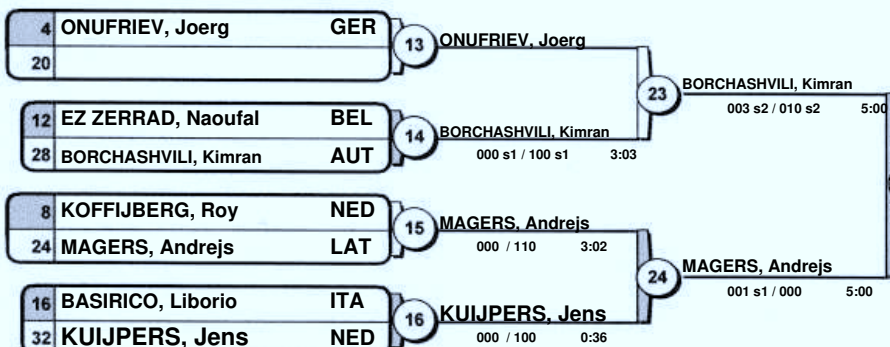 4 ONUFRIEV, Joerg GER
20
13
ONUFRIEV, Joerg
12 EZ ZERRAD, Naoufal BEL
28 BORCHASHVILI, Kimran AUT
14
BORCHASHVILI, Kimran
000 s1 / 100 s1 3:03
23
BORCHASHVILI, Kimran
003 s2 / 010 s2 5:00
8 KOFFIJBERG, Roy NED
24 MAGERS, Andrejs LAT
15
MAGERS, Andrejs
000 / 110 3:02
16 BASIRICO, Liborio ITA
32 KUIJPERS, Jens NED
16
KUIJPERS, Jens
000 / 100 0:36
24
MAGERS, Andrejs
001 s1 / 000 5:00